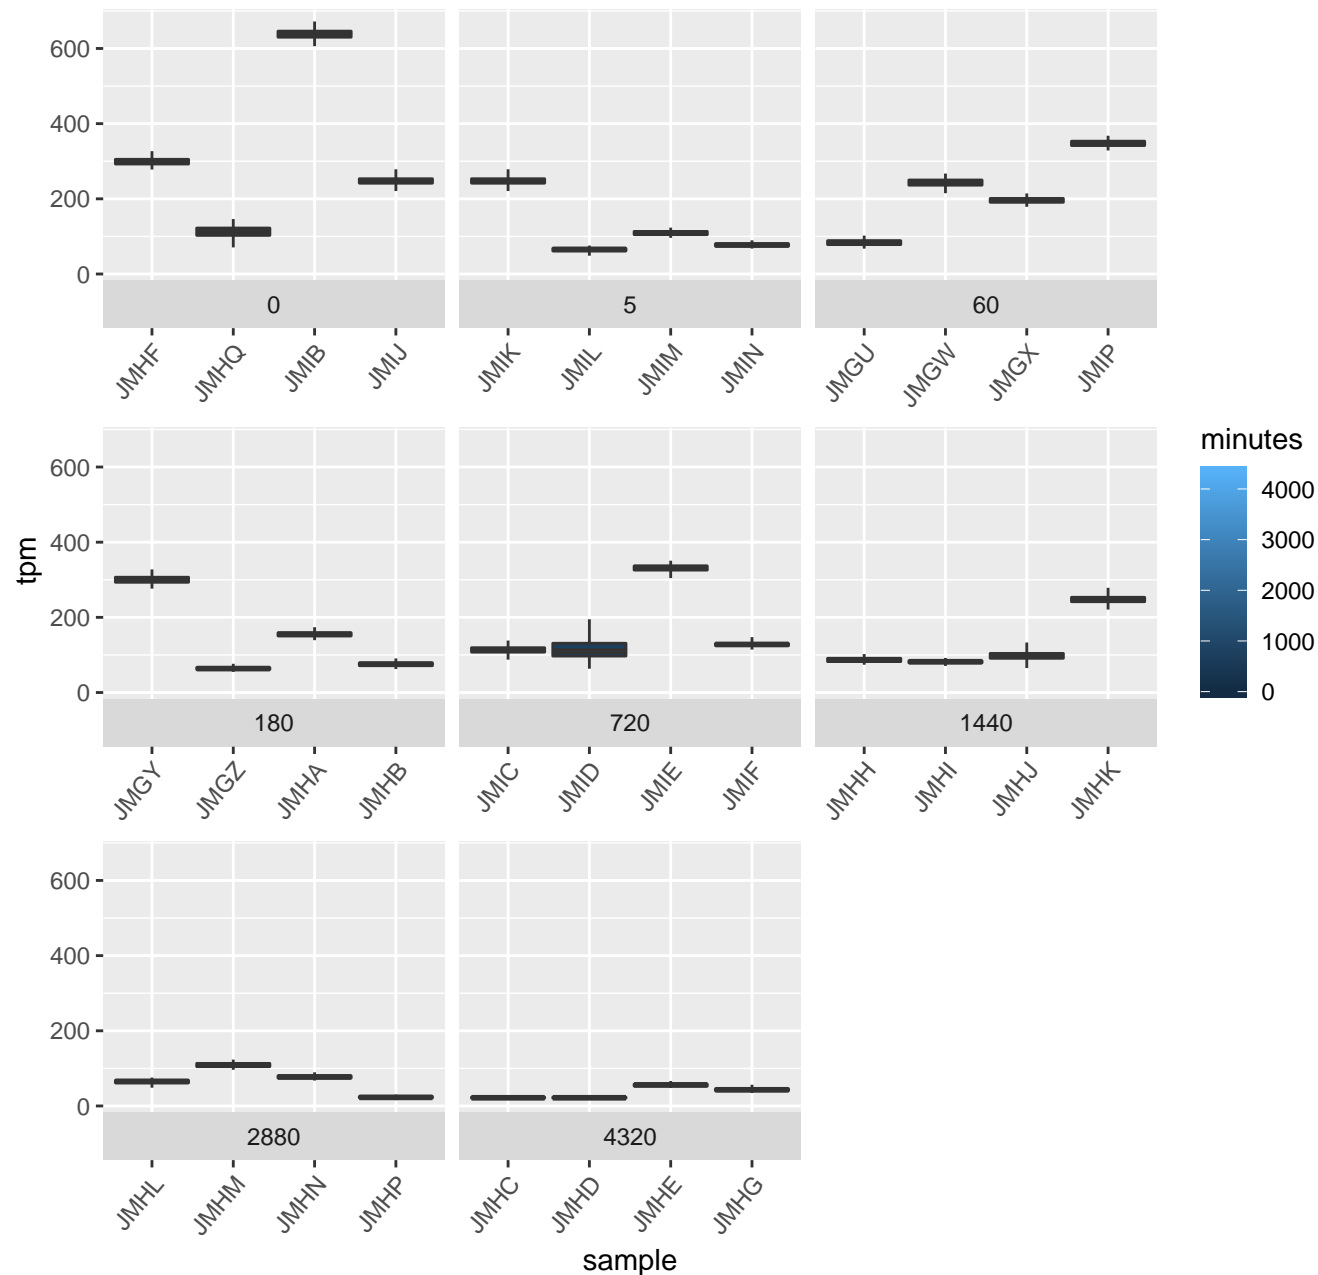 600
400
200
0
0
5
60
JMHF
JMHQ
JMIB
JMIJ
JMIK
JMIL
JMIM
JMIN
JMGU
JMGW
JMGX
JMIP
tpm
600
400
200
0
180
720
1440
JMGY
JMGZ
JMHA
JMHB
JMIC
JMID
JMIE
JMIF
JMHH
JMHI
JMHJ
JMHK
minutes
4000
3000
2000
1000
0
600
400
200
0
2880
4320
JMHL
JMHM
JMHN
JMHP
JMHC
JMHD
JMHE
JMHG
sample